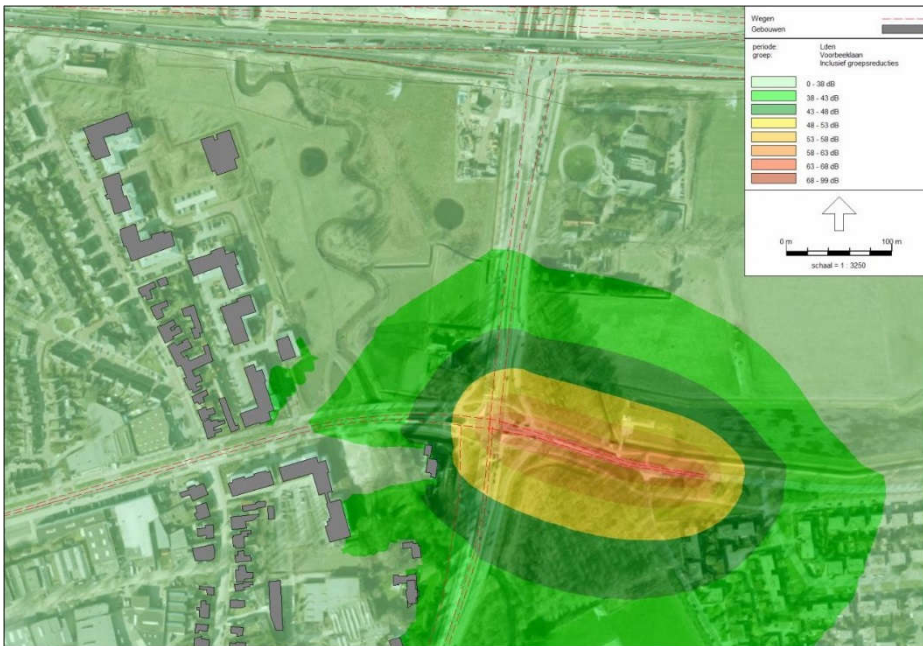 Wegen
Gebouwen
periode: Lden
groep: Voorbeeklaan
Inclusief groepsreducties
0 - 38 dB
38 - 43 dB
43 - 48 dB
48 - 53 dB
53 - 58 dB
58 - 63 dB
63 - 68 dB
68 - 99 dB
0 m 100 m
schaal = 1 : 3250